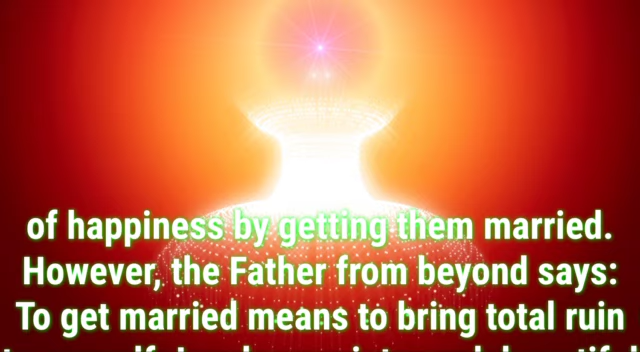 of happiness by getting them married.
However, the Father from beyond says:
To get married means to bring total ruin